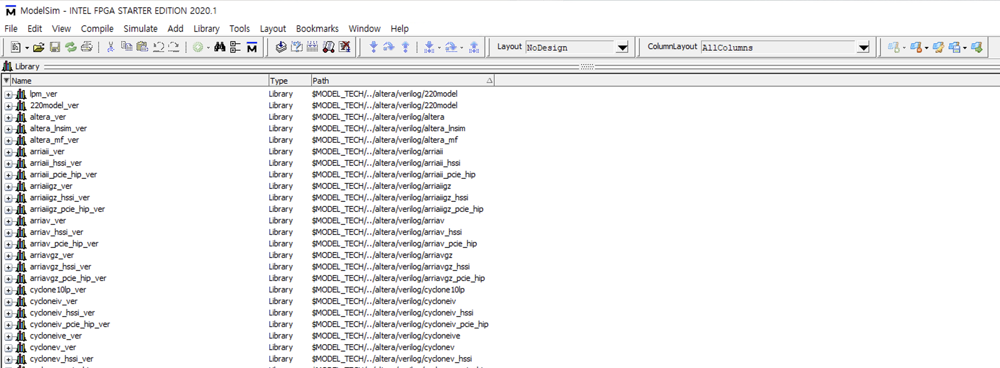 ModelSim - INTEL FPGA STARTER EDITION 2020.1
File Edit View Compile Simulate Add Library Tools Layout Bookmarks Window Help
Layout NoDesign ColumnLayout AllColumns
Library
Name Type Path
lpm_ver Library $MODEL_TECH/../altera/verilog/220model
220model_ver Library $MODEL_TECH/../altera/verilog/220model
altera_ver Library $MODEL_TECH/../altera/verilog/altera
altera_lnsim_ver Library $MODEL_TECH/../altera/verilog/altera_lnsim
altera_mf_ver Library $MODEL_TECH/../altera/verilog/altera_mf
arriaii_ver Library $MODEL_TECH/../altera/verilog/arriaii
arriaii_hssi_ver Library $MODEL_TECH/../altera/verilog/arriaii_hssi
arriaii_pcie_hip_ver Library $MODEL_TECH/../altera/verilog/arriaii_pcie_hip
arriaiigz_ver Library $MODEL_TECH/../altera/verilog/arriaiigz
arriaiigz_hssi_ver Library $MODEL_TECH/../altera/verilog/arriaiigz_hssi
arriaiigz_pcie_hip_ver Library $MODEL_TECH/../altera/verilog/arriaiigz_pcie_hip
arriav_ver Library $MODEL_TECH/../altera/verilog/arriav
arriav_hssi_ver Library $MODEL_TECH/../altera/verilog/arriav_hssi
arriav_pcie_hip_ver Library $MODEL_TECH/../altera/verilog/arriav_pcie_hip
arriavgz_ver Library $MODEL_TECH/../altera/verilog/arriavgz
arriavgz_hssi_ver Library $MODEL_TECH/../altera/verilog/arriavgz_hssi
arriavgz_pcie_hip_ver Library $MODEL_TECH/../altera/verilog/arriavgz_pcie_hip
cyclone10lp_ver Library $MODEL_TECH/../altera/verilog/cyclone10lp
cycloneiv_ver Library $MODEL_TECH/../altera/verilog/cycloneiv
cycloneiv_hssi_ver Library $MODEL_TECH/../altera/verilog/cycloneiv_hssi
cycloneiv_pcie_hip_ver Library $MODEL_TECH/../altera/verilog/cycloneiv_pcie_hip
cycloneive_ver Library $MODEL_TECH/../altera/verilog/cycloneive
cyclonev_ver Library $MODEL_TECH/../altera/verilog/cyclonev
cyclonev_hssi_ver Library $MODEL_TECH/../altera/verilog/cyclonev_hssi